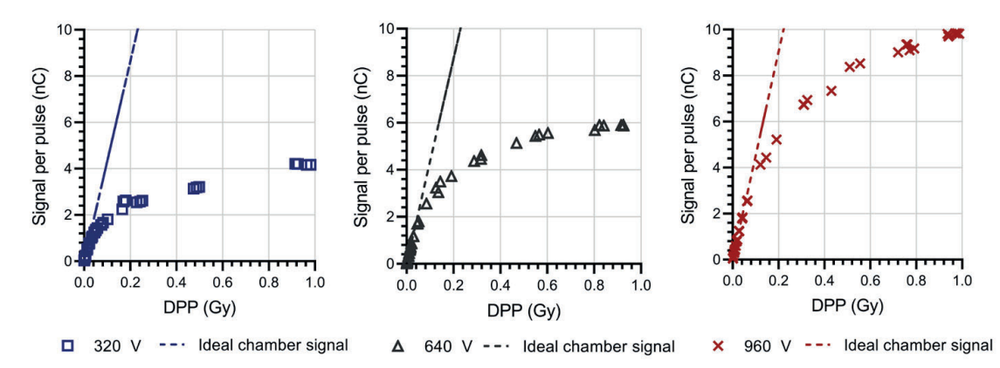 Signal per pulse (nC)
10
8
6
4
2
0
0.0 0.2 0.4 0.6 0.8 1.0
DPP (Gy)
Signal per pulse (nC)
10
8
6
4
2
0
0.0 0.2 0.4 0.6 0.8 1.0
DPP (Gy)
Signal per pulse (nC)
10
8
6
4
2
0
0.0 0.2 0.4 0.6 0.8 1.0
DPP (Gy)
320 V Ideal chamber signal
640 V Ideal chamber signal
960 V Ideal chamber signal